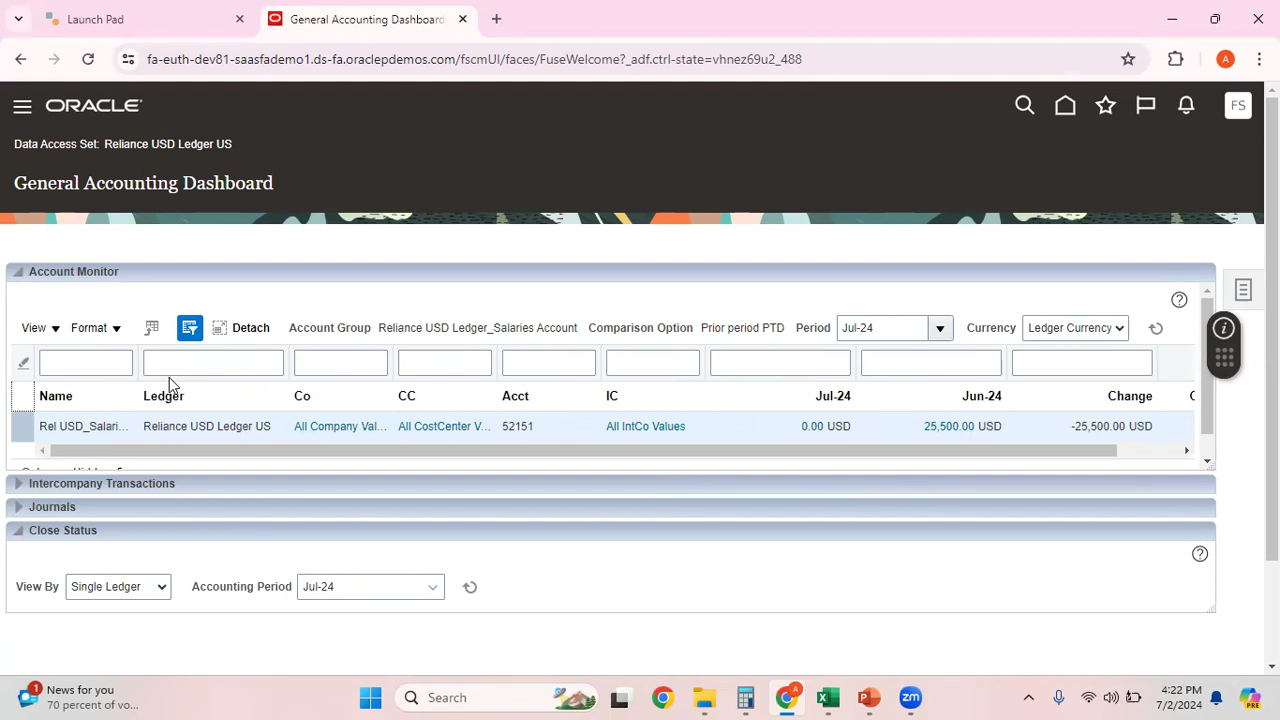 Launch Pad
General Accounting Dashboard
fa-euth-dev81-saasfademo1.ds-fa.oraclepdemos.com/fscmUI/faces/FuseWelcome?_adf.ctrl-state=vhnez69u2_488
A
ORACLE
FS
Data Access Set: Reliance USD Ledger US
General Accounting Dashboard
Account Monitor
View Format Detach Account Group Reliance USD Ledger_Salaries Account Comparison Option Prior period PTD Period Jul-24 Currency Ledger Currency
Name Ledger Co CC Acct IC Jul-24 Jun-24 Change
Rel USD_Salari... Reliance USD Ledger US All Company Val... All CostCenter V... 52151 All IntCo Values 0.00 USD 25,500.00 USD -25,500.00 USD
Intercompany Transactions
Journals
Close Status
View By Single Ledger Accounting Period Jul-24
1 News for you
70 percent of vo...
Search
A
zm
4:22 PM
7/2/2024
PRE